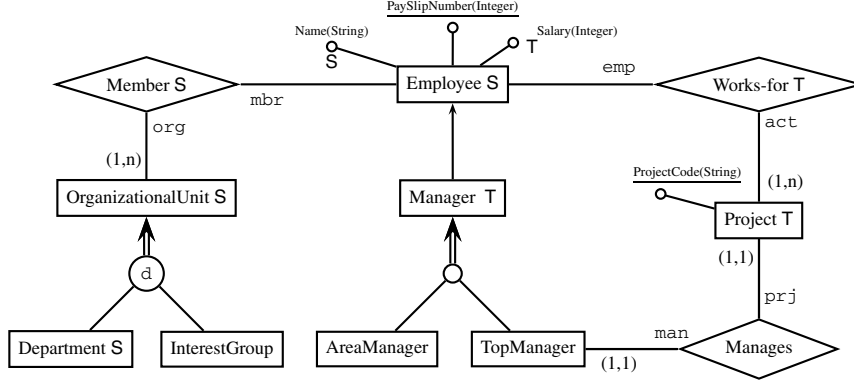 PaySlipNumber(Integer)
Name(String)
Salary(Integer)
S
T
Member S
Employee S
Works-for T
mbr
emp
org
act
(1,n)
ProjectCode(String)
(1,n)
OrganizationalUnit S
Manager T
Project T
(1,1)
d
prj
man
Department S
InterestGroup
AreaManager
TopManager
Manages
(1,1)